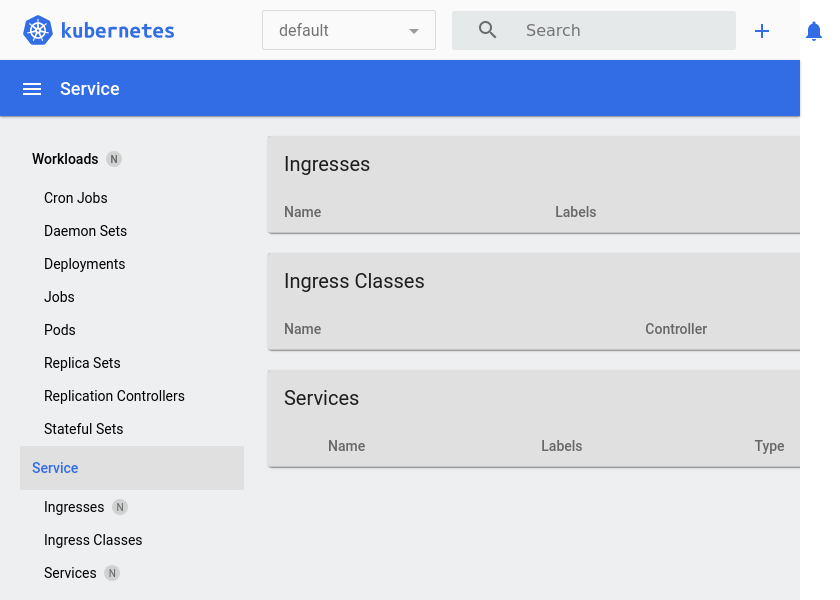 kubernetes
default
Search
Service
Workloads N
Cron Jobs
Daemon Sets
Deployments
Jobs
Pods
Replica Sets
Replication Controllers
Stateful Sets
Service
Ingresses N
Ingress Classes
Services N
Ingresses
Name Labels
Ingress Classes
Name Controller
Services
Name Labels Type